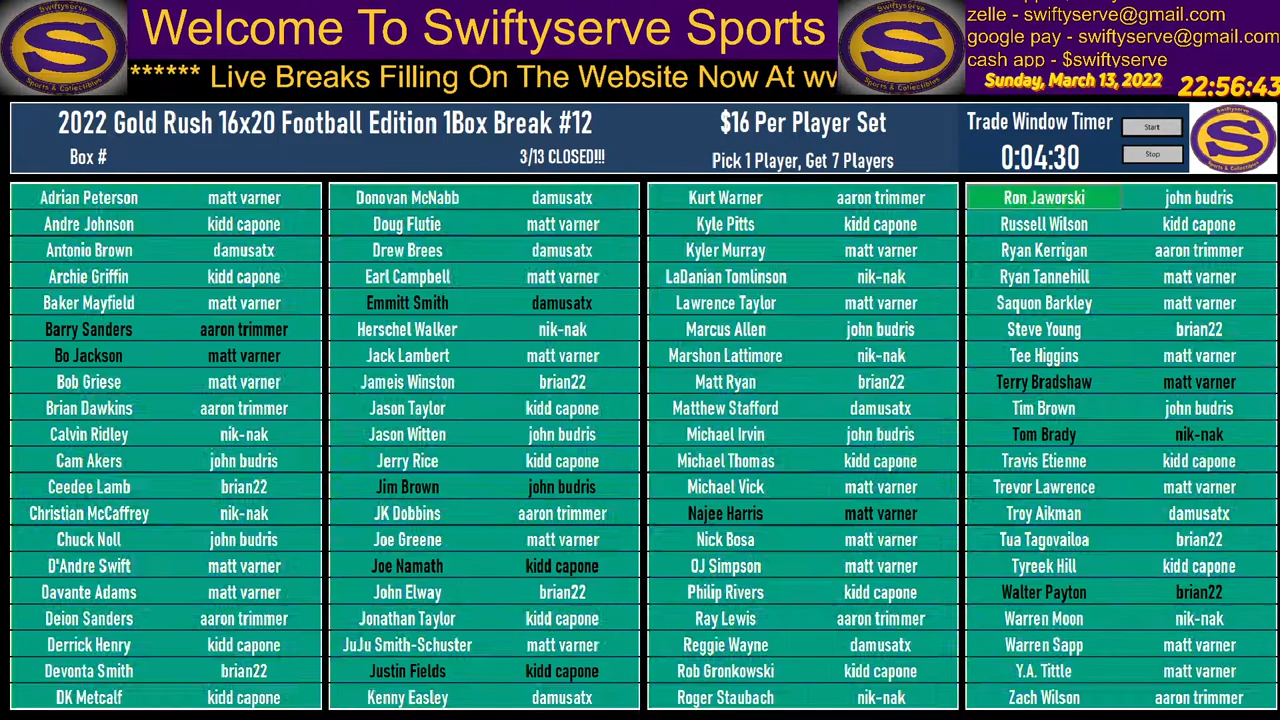 Welcome To Swiftyserve Sports
****** Live Breaks Filling On The Website Now At
zelle - swiftyserve@gmail.com
google pay - swiftyserve@gmail.com
cash app - $swiftyserve
Sunday, March 13, 2022 22:56:43
Swiftyserve
S
Sports & Collectibles
Swiftyserve
S
Sports & Collectibles
2022 Gold Rush 16x20 Football Edition 1Box Break #12
Box # 3/13 CLOSED!!!
$16 Per Player Set
Pick 1 Player, Get 7 Players
Trade Window Timer
0:04:30
Start
Stop
Swiftyserve
S
Sports & Collectibles
Adrian Peterson matt varner
Andre Johnson kidd capone
Antonio Brown damusatx
Archie Griffin kidd capone
Baker Mayfield matt varner
Barry Sanders aaron trimmer
Bo Jackson matt varner
Bob Griese matt varner
Brian Dawkins aaron trimmer
Calvin Ridley nik-nak
Cam Akers john budris
Ceedee Lamb brian22
Christian McCaffrey nik-nak
Chuck Noll john budris
D'Andre Swift matt varner
Davante Adams matt varner
Deion Sanders aaron trimmer
Derrick Henry kidd capone
Devonta Smith brian22
DK Metcalf kidd capone
Donovan McNabb damusatx
Doug Flutie matt varner
Drew Brees damusatx
Earl Campbell matt varner
Emmitt Smith damusatx
Herschel Walker nik-nak
Jack Lambert matt varner
Jameis Winston brian22
Jason Taylor kidd capone
Jason Witten john budris
Jerry Rice kidd capone
Jim Brown john budris
JK Dobbins aaron trimmer
Joe Greene matt varner
Joe Namath kidd capone
John Elway brian22
Jonathan Taylor kidd capone
JuJu Smith-Schuster matt varner
Justin Fields kidd capone
Kenny Easley damusatx
Kurt Warner aaron trimmer
Kyle Pitts kidd capone
Kyler Murray matt varner
LaDanian Tomlinson nik-nak
Lawrence Taylor matt varner
Marcus Allen john budris
Marshon Lattimore nik-nak
Matt Ryan brian22
Matthew Stafford damusatx
Michael Irvin john budris
Michael Thomas kidd capone
Michael Vick matt varner
Najee Harris matt varner
Nick Bosa matt varner
OJ Simpson matt varner
Philip Rivers kidd capone
Ray Lewis aaron trimmer
Reggie Wayne damusatx
Rob Gronkowski kidd capone
Roger Staubach nik-nak
Ron Jaworski john budris
Russell Wilson kidd capone
Ryan Kerrigan aaron trimmer
Ryan Tannehill matt varner
Saquon Barkley matt varner
Steve Young brian22
Tee Higgins matt varner
Terry Bradshaw matt varner
Tim Brown john budris
Tom Brady nik-nak
Travis Etienne kidd capone
Trevor Lawrence matt varner
Troy Aikman damusatx
Tua Tagovailoa brian22
Tyreek Hill kidd capone
Walter Payton brian22
Warren Moon nik-nak
Warren Sapp matt varner
Y.A. Tittle matt varner
Zach Wilson aaron trimmer